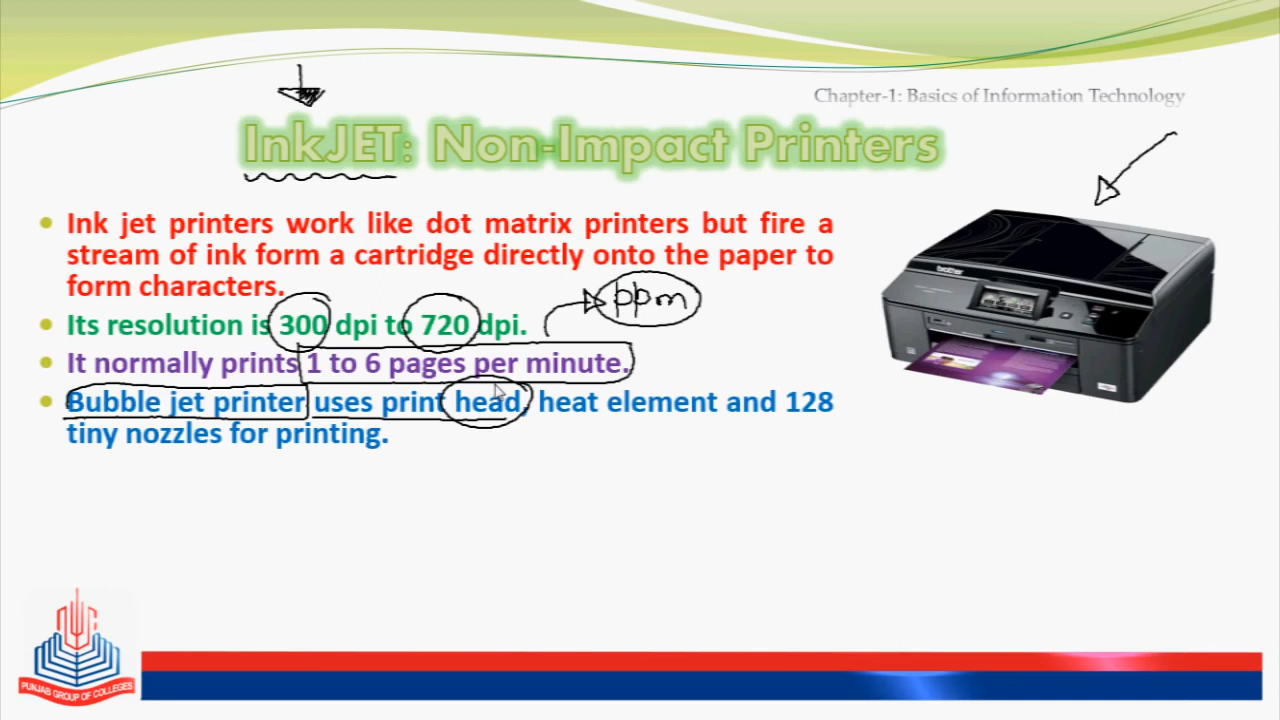 Chapter-1: Basics of Information Technology
InkJET: Non-Impact Printers
Ink jet printers work like dot matrix printers but fire a
stream of ink form a cartridge directly onto the paper to
form characters.
ppm
Its resolution is 300 dpi to 720 dpi.
It normally prints 1 to 6 pages per minute.
Bubble jet printer uses print head, heat element and 128
tiny nozzles for printing.
brother
PUNJAB GROUP OF COLLEGES